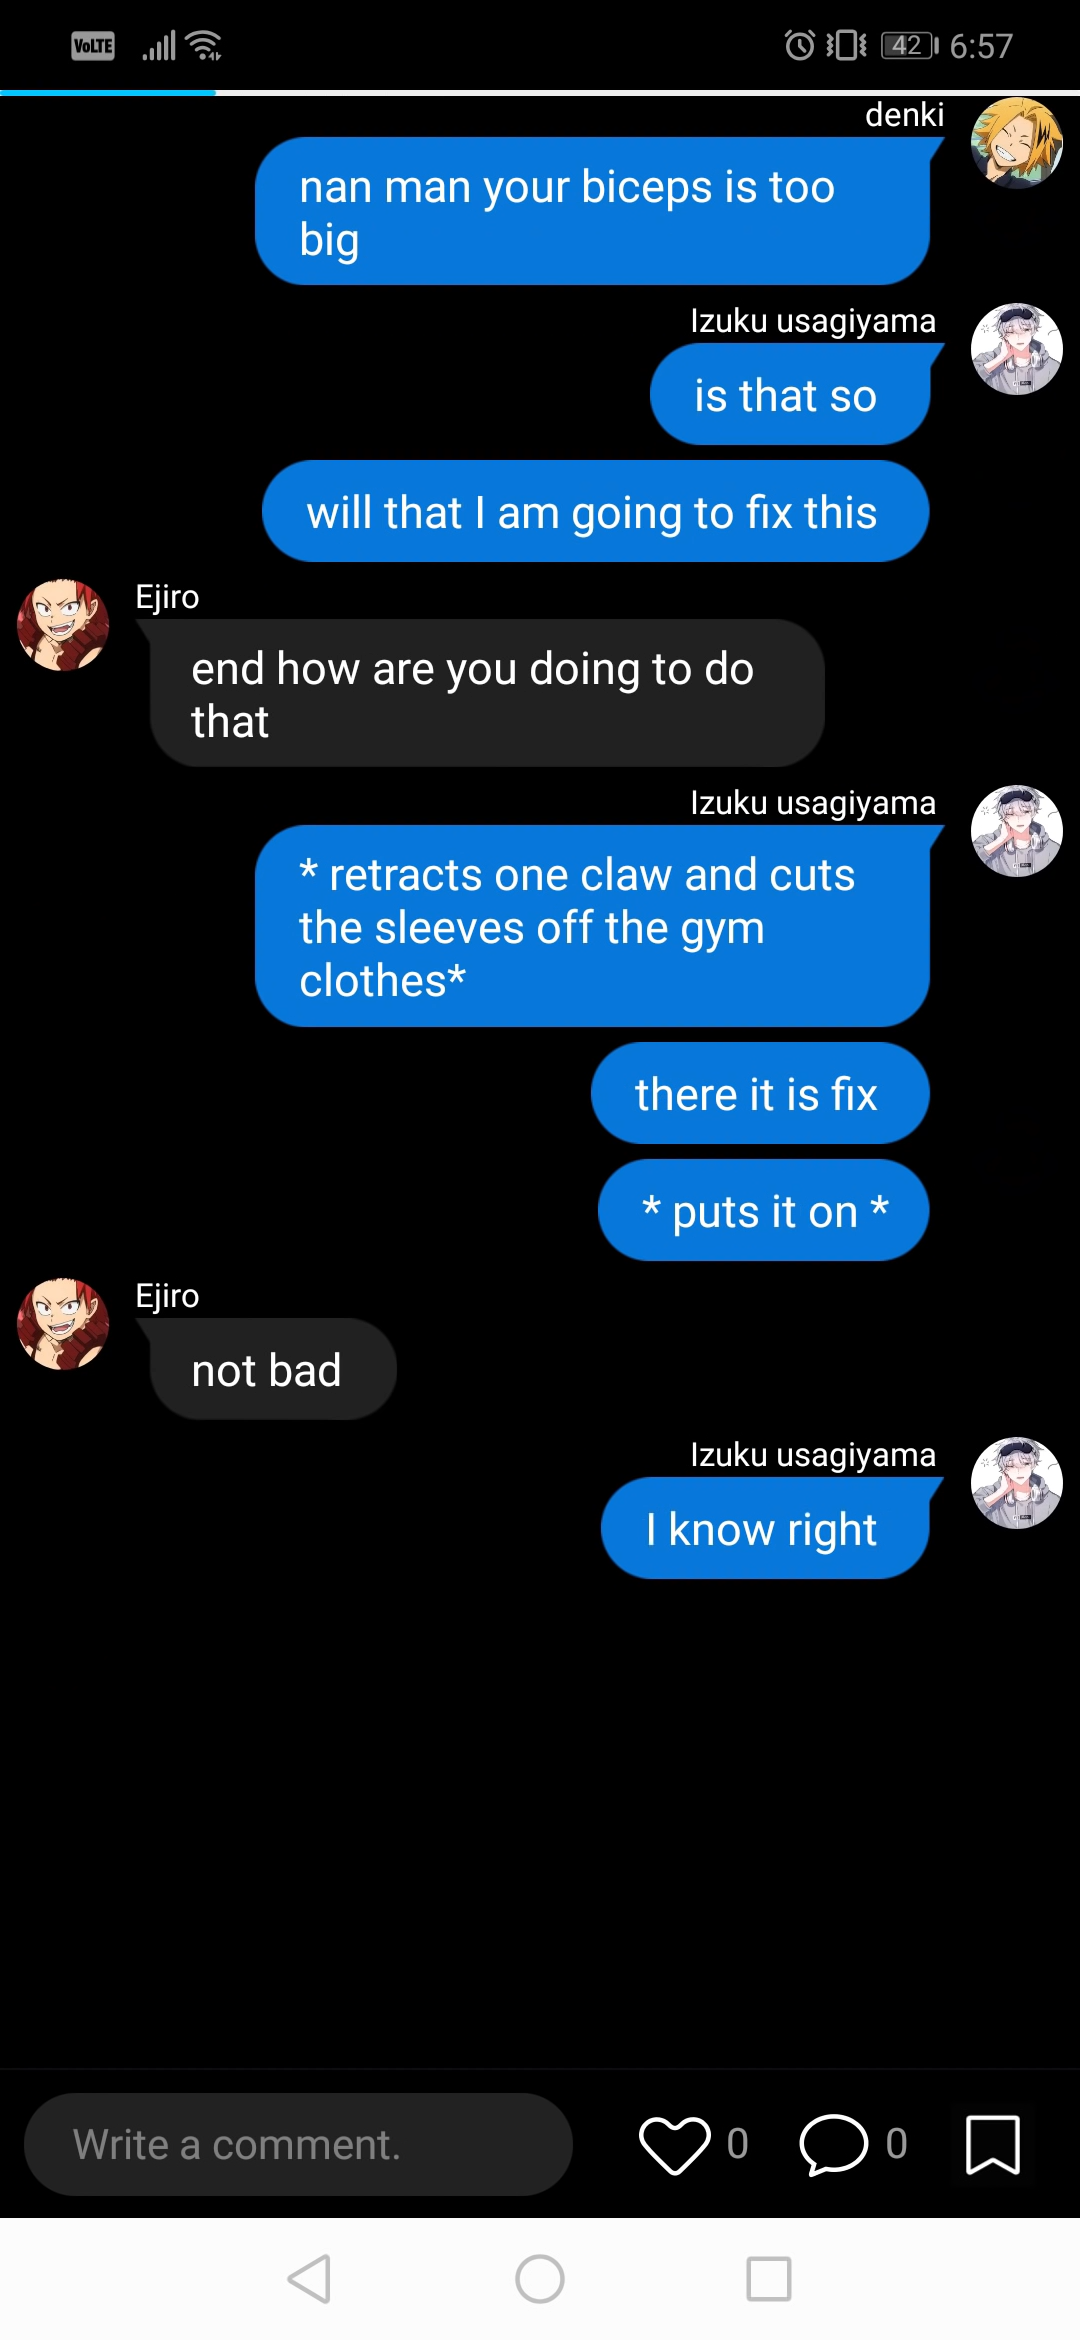 VoLTE 42 6:57
denki
nan man your biceps is too
big
Izuku usagiyama
is that so
will that I am going to fix this
Ejiro
end how are you doing to do
that
Izuku usagiyama
* retracts one claw and cuts
the sleeves off the gym
clothes*
there it is fix
* puts it on *
Ejiro
not bad
Izuku usagiyama
I know right
Write a comment. 0 0